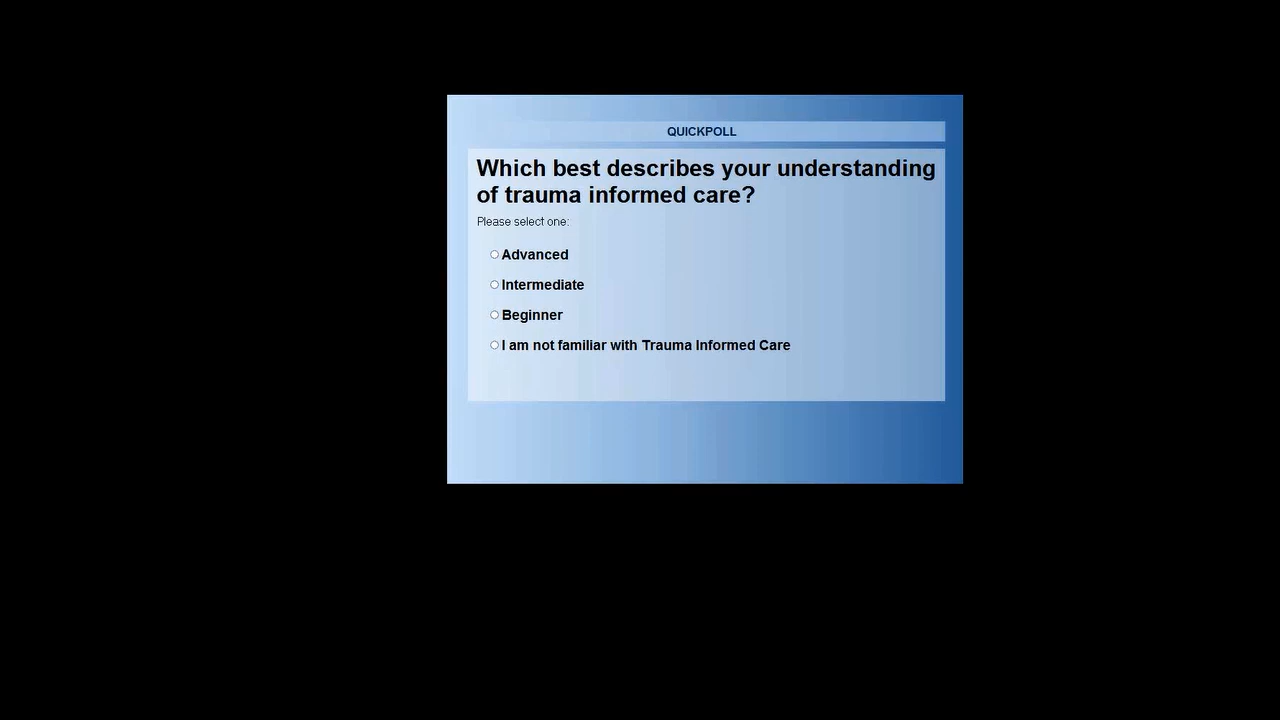 QUICKPOLL
Which best describes your understanding
of trauma informed care?
Please select one:
Advanced
Intermediate
Beginner
I am not familiar with Trauma Informed Care